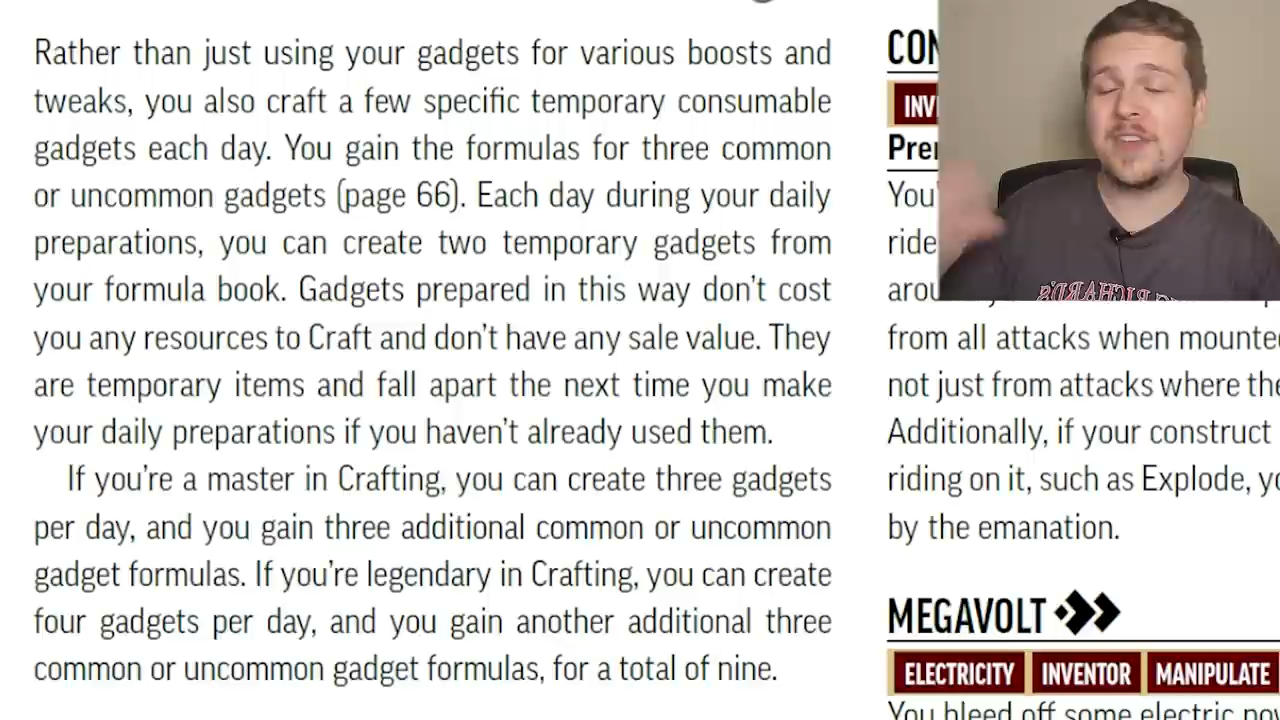 Rather than just using your gadgets for various boosts and
tweaks, you also craft a few specific temporary consumable
gadgets each day. You gain the formulas for three common
or uncommon gadgets (page 66). Each day during your daily
preparations, you can create two temporary gadgets from
your formula book. Gadgets prepared in this way don't cost
you any resources to Craft and don't have any sale value. They
are temporary items and fall apart the next time you make
your daily preparations if you haven't already used them.
If you're a master in Crafting, you can create three gadgets
per day, and you gain three additional common or uncommon
gadget formulas. If you're legendary in Crafting, you can create
four gadgets per day, and you gain another additional three
common or uncommon gadget formulas, for a total of nine.
CON
INV
Prer
You'
ride
arou
from all attacks when mounte
not just from attacks where the
Additionally, if your construct
riding on it, such as Explode, yo
by the emanation.
MEGAVOLT
ELECTRICITY INVENTOR MANIPULATE
You bleed off some electric pow